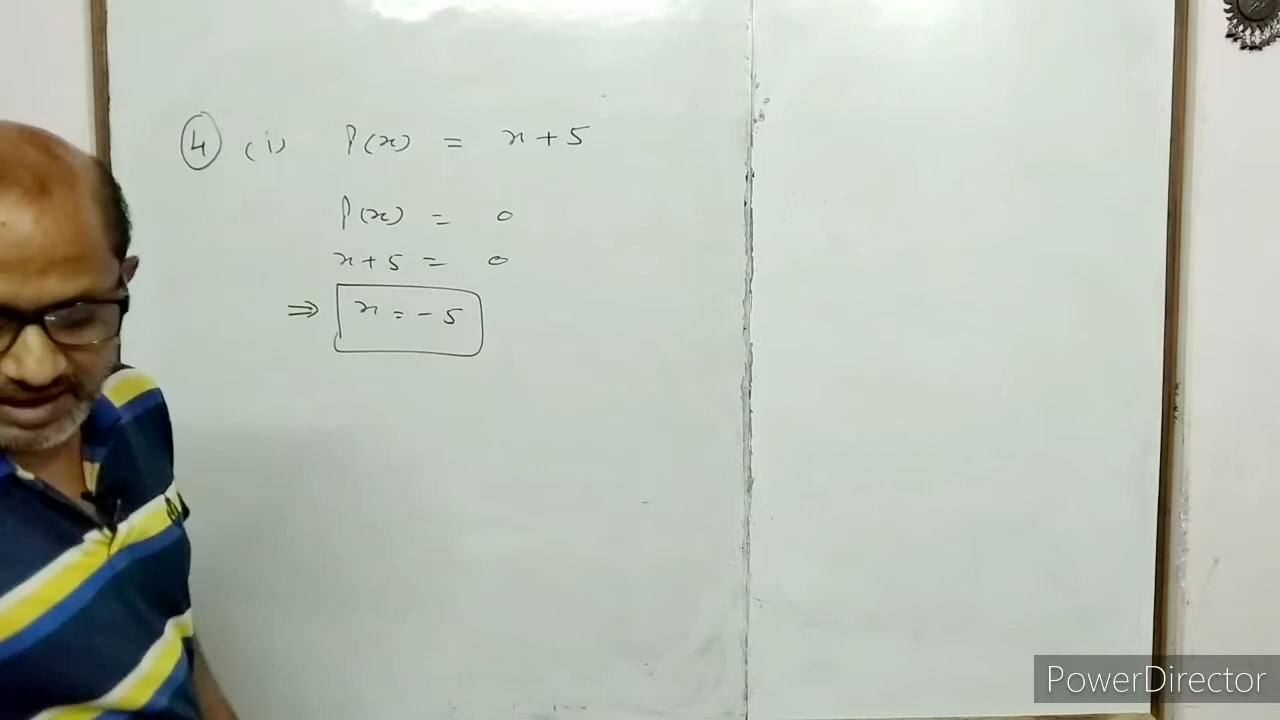 4 (i) P(x) = x+5
P(x) = 0
x+5 = 0
⇒ x = -5
PowerDirector